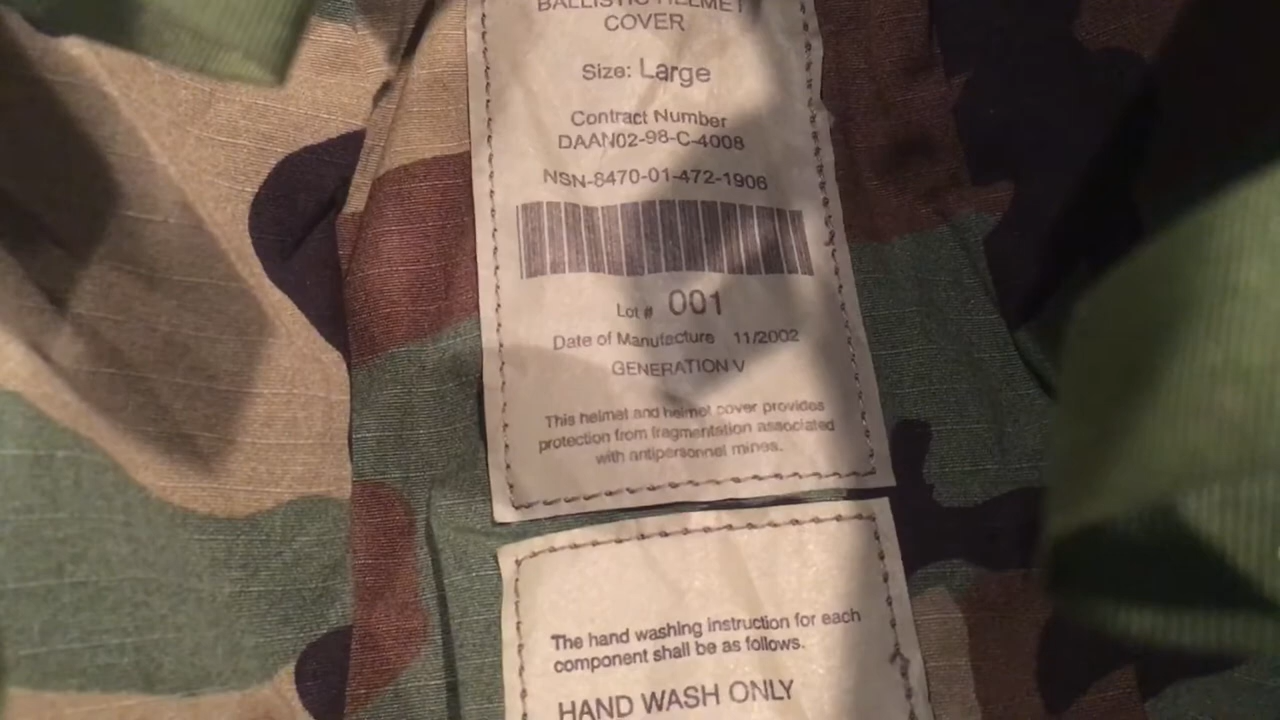 BALLISTIC HELMET
COVER
Size: Large
Contract Number
DAAN02-98-C-4008
NSN-8470-01-472-1906
Lot # 001
Date of Manufacture 11/2002
GENERATION V
This helmet and helmet cover provides
protection from fragmentation associated
with antipersonnel mines.
The hand washing instruction for each
component shall be as follows.
HAND WASH ONLY